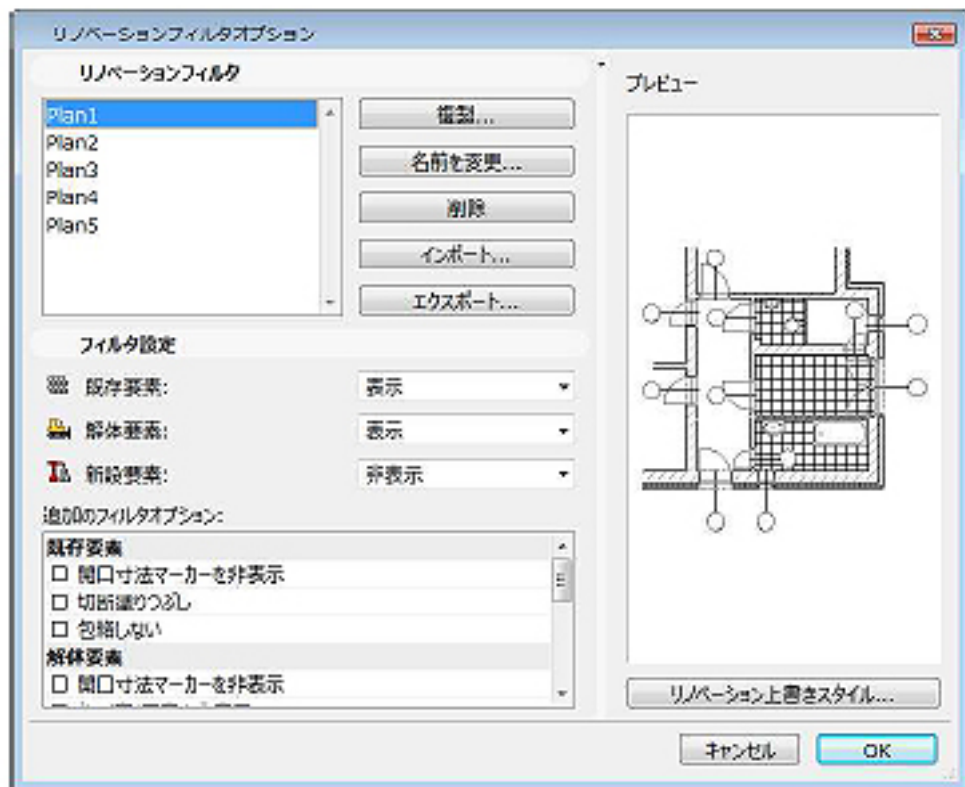 リノベーションフィルタオプション
リノベーションフィルタ
Plan1
Plan2
Plan3
Plan4
Plan5
複製...
名前を変更...
削除
インポート...
エクスポート...
フィルタ設定
既存要素:
表示
解体要素:
表示
新設要素:
非表示
追加のフィルタオプション:
既存要素
開口寸法マーカーを非表示
切断塗りつぶし
包絡しない
解体要素
開口寸法マーカーを非表示
プレビュー
リノベーション上書きスタイル...
キャンセル
OK